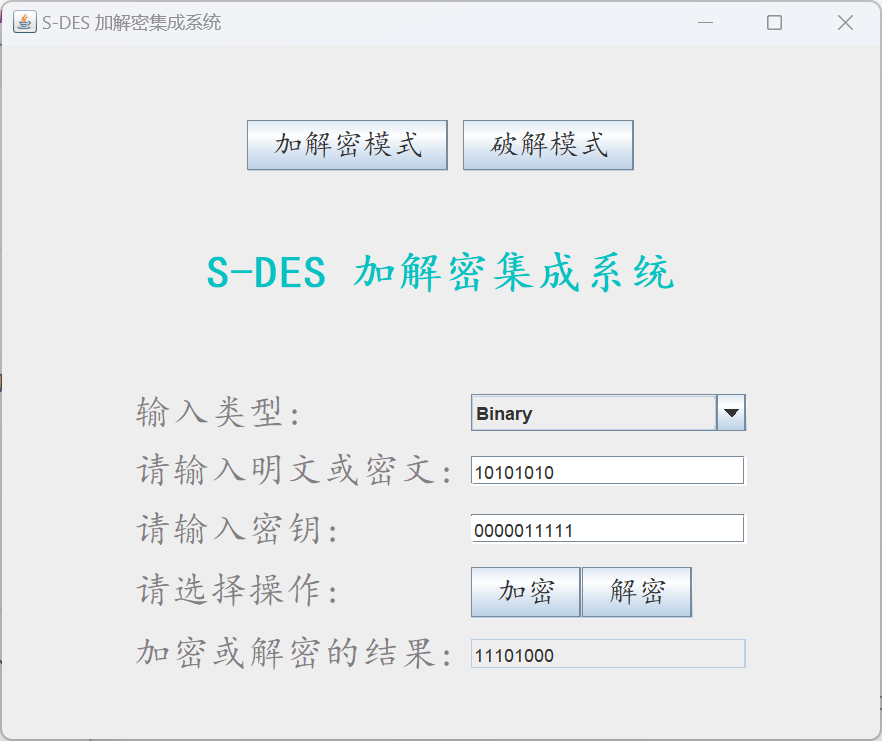 S-DES 加解密集成系统
加解密模式 破解模式
S-DES 加解密集成系统
输入类型: Binary
请输入明文或密文: 10101010
请输入密钥: 0000011111
请选择操作: 加密 解密
加密或解密的结果: 11101000